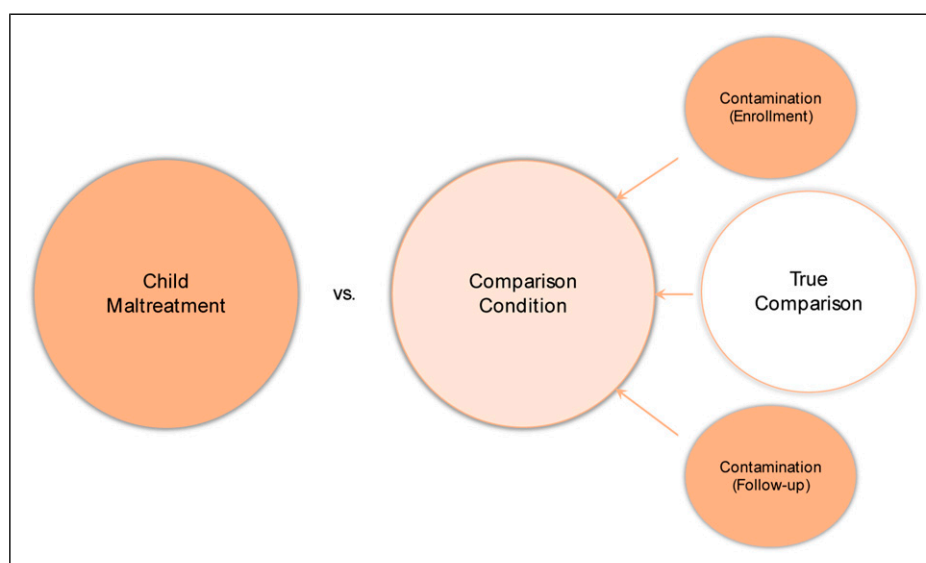 Child
Maltreatment
vs.
Comparison
Condition
Contamination
(Enrollment)
True
Comparison
Contamination
(Follow-up)